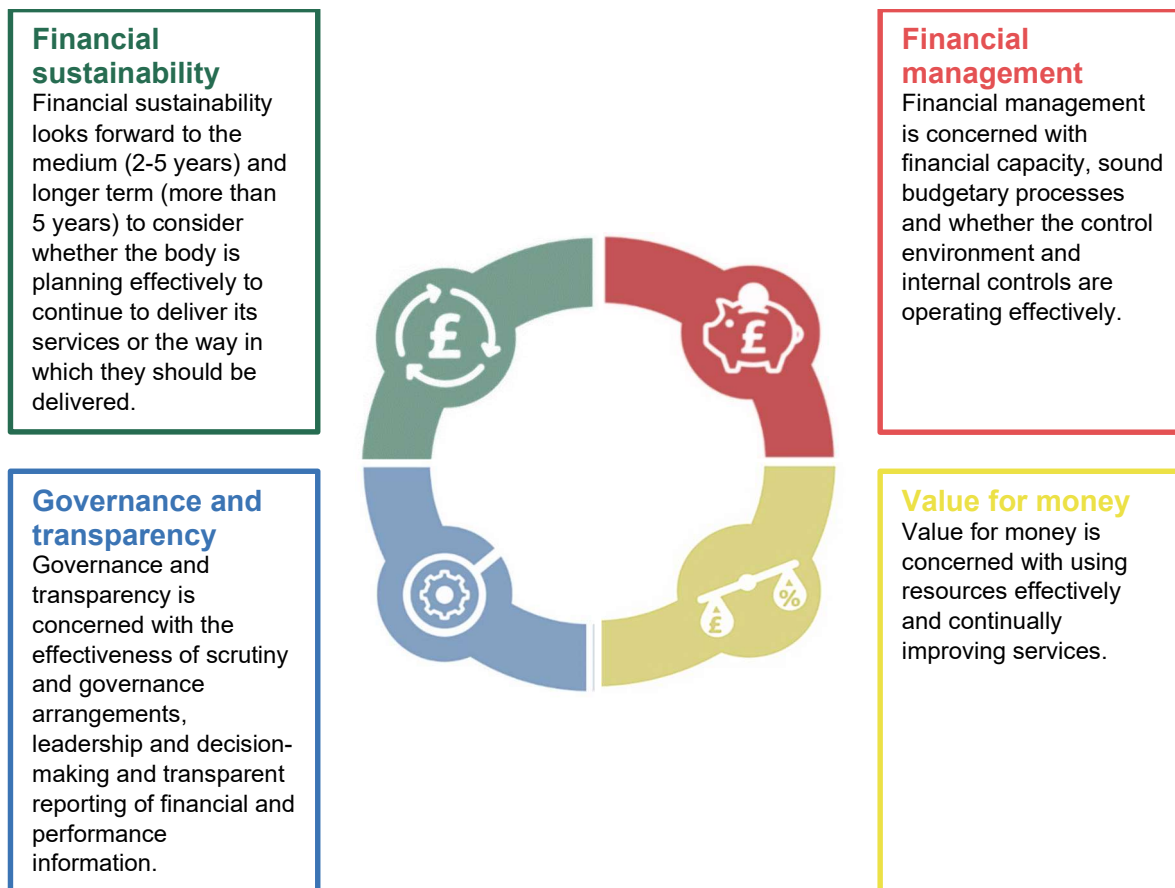 Financial
sustainability
Financial sustainability
looks forward to the
medium (2-5 years) and
longer term (more than
5 years) to consider
whether the body is
planning effectively to
continue to deliver its
services or the way in
which they should be
delivered.
Financial
management
Financial management
is concerned with
financial capacity, sound
budgetary processes
and whether the control
environment and
internal controls are
operating effectively.
£
£
Governance and
transparency
Governance and
transparency is
concerned with the
effectiveness of scrutiny
and governance
arrangements,
leadership and decision-
making and transparent
reporting of financial and
performance
information.
£
%
Value for money
Value for money is
concerned with using
resources effectively
and continually
improving services.